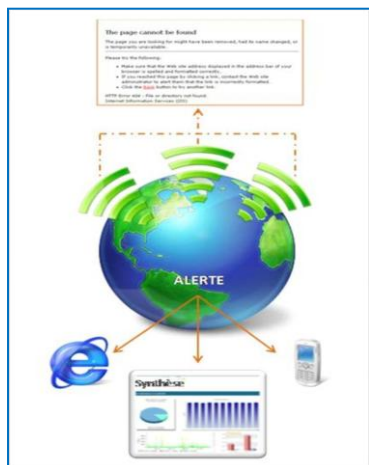 The page cannot be found
The page you are looking for might have been removed, had its name changed, or
is temporarily unavailable.
Please try the following:
Make sure that the Web site address displayed in the address bar of your
browser is spelled and formatted correctly.
If you reached this page by clicking a link, contact the Web site
administrator to alert them that the link is incorrectly formatted.
Click the Back button to try another link.
HTTP Error 404 - File or directory not found.
Internet Information Services (IIS)
ALERTE
Synthèse